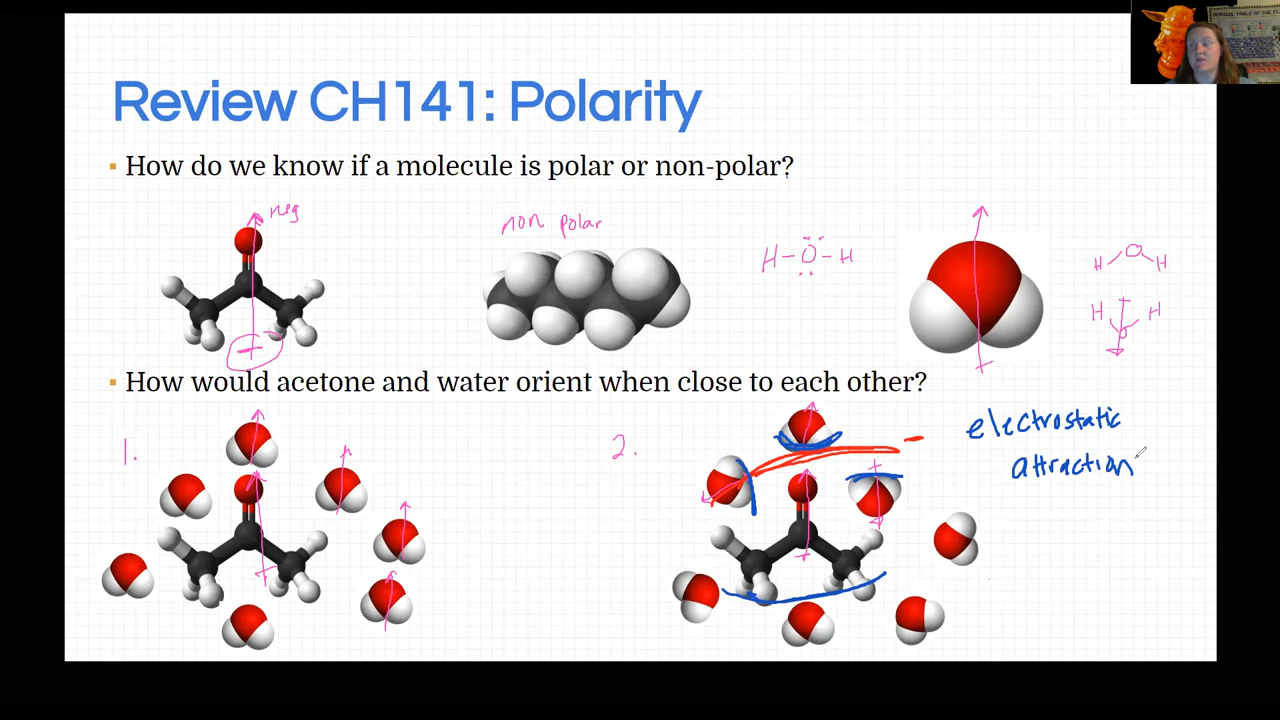 Review CH141: Polarity
▪ How do we know if a molecule is polar or non-polar?
neg
non polar
H-O-H
O
H H
H H
O
▪ How would acetone and water orient when close to each other?
1.
2.
electrostatic
attraction